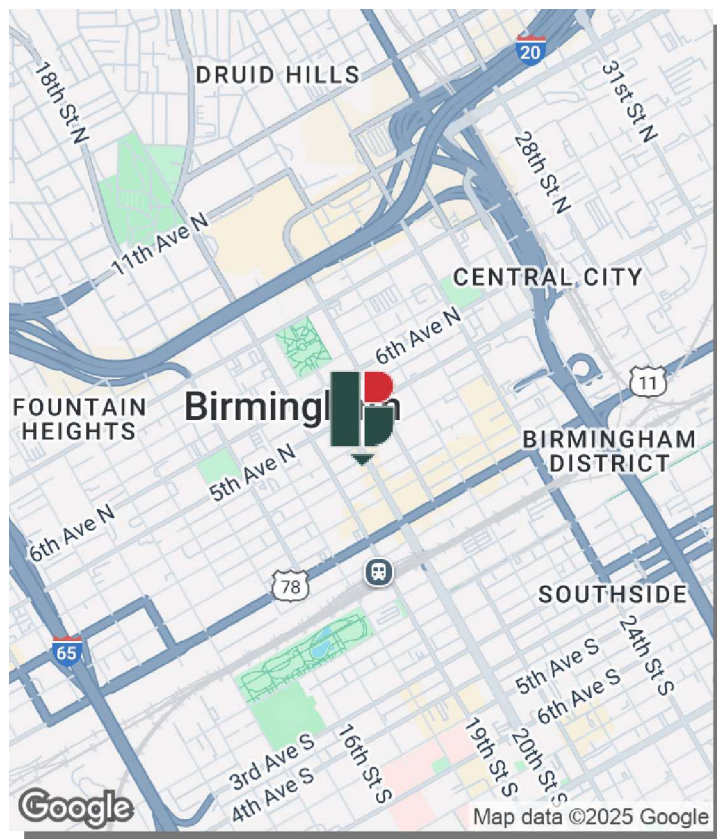 20
DRUID HILLS
18th St N
31st St N
28th St N
11th Ave N
CENTRAL CITY
6th Ave N
11
FOUNTAIN
HEIGHTS
BIRMINGHAM
DISTRICT
5th Ave N
6th Ave N
78
SOUTHSIDE
65
24th St S
5th Ave S
6th Ave S
16th St S
19th St S
20th St S
3rd Ave S
4th Ave S
Google
Map data ©2025 Google